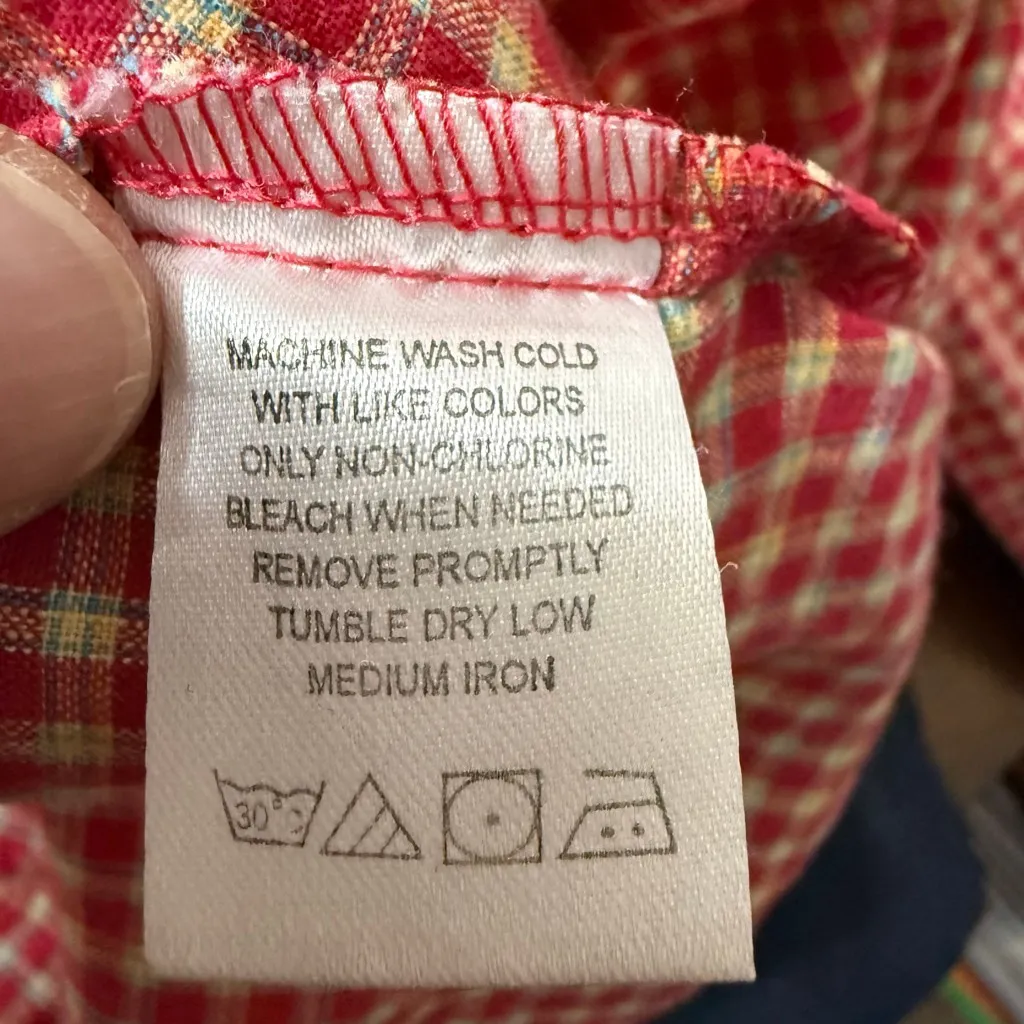 MACHINE WASH COLD
WITH LIKE COLORS
ONLY NON-CHLORINE
BLEACH WHEN NEEDED
REMOVE PROMPTLY
TUMBLE DRY LOW
MEDIUM IRON
30°C